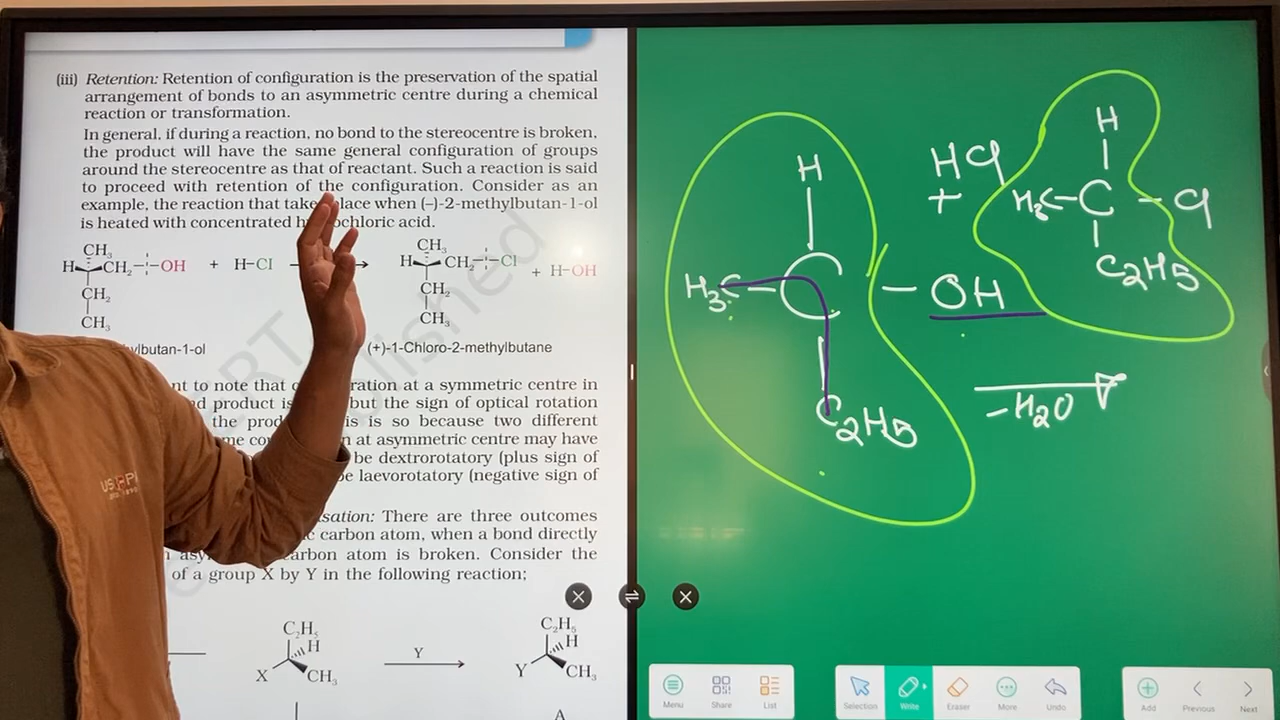 (iii) Retention: Retention of configuration is the preservation of the spatial
arrangement of bonds to an asymmetric centre during a chemical
reaction or transformation.
In general, if during a reaction, no bond to the stereocentre is broken,
the product will have the same general configuration of groups
around the stereocentre as that of reactant. Such a reaction is said
to proceed with retention of the configuration. Consider as an
example, the reaction that take place when (–)-2-methylbutan-1-ol
is heated with concentrated h ochloric acid.
CH₃
H CH₂ OH + H–Cl
CH₂
CH₃
CH₃
H CH₂ Cl + H–OH
CH₂
CH₃
ylbutan-1-ol
(+)-1-Chloro-2-methylbutane
nt to note that ration at a symmetric centre in
d product is but the sign of optical rotation
the prod is is so because two different
me co n at asymmetric centre may have
be dextrorotatory (plus sign of
e laevorotatory (negative sign of
sation: There are three outcomes
c carbon atom, when a bond directly
asy arbon atom is broken. Consider the
of a group X by Y in the following reaction;
C₂H₅
H
X CH₃
Y
C₂H₅
H
Y CH₃
A
ished
H
H₃C – C – OH
C₂H₅
HCl
+
–H₂O
H
H₃C – C – Cl
C₂H₅
Menu
Share
List
Selection
Write
Eraser
More
Undo
Add
Previous
Next